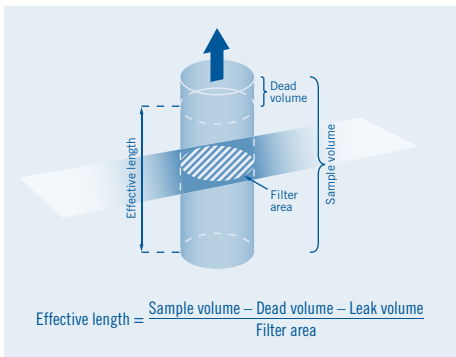 Dead
volume
Effective length
Sample volume
Filter
area
Effective length = Sample volume – Dead volume – Leak volume
Filter area